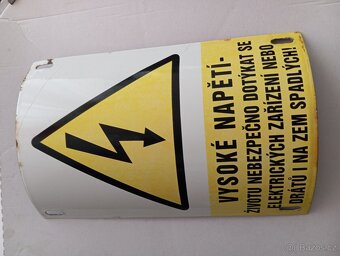 VYSOKÉ NAPĚTÍ-
ŽIVOTU NEBEZPEČNO DOTÝKAT SE
ELEKTRICKÝCH ZAŘÍZENÍ NEBO
DRÁTŮ I NA ZEM SPADLÝCH!